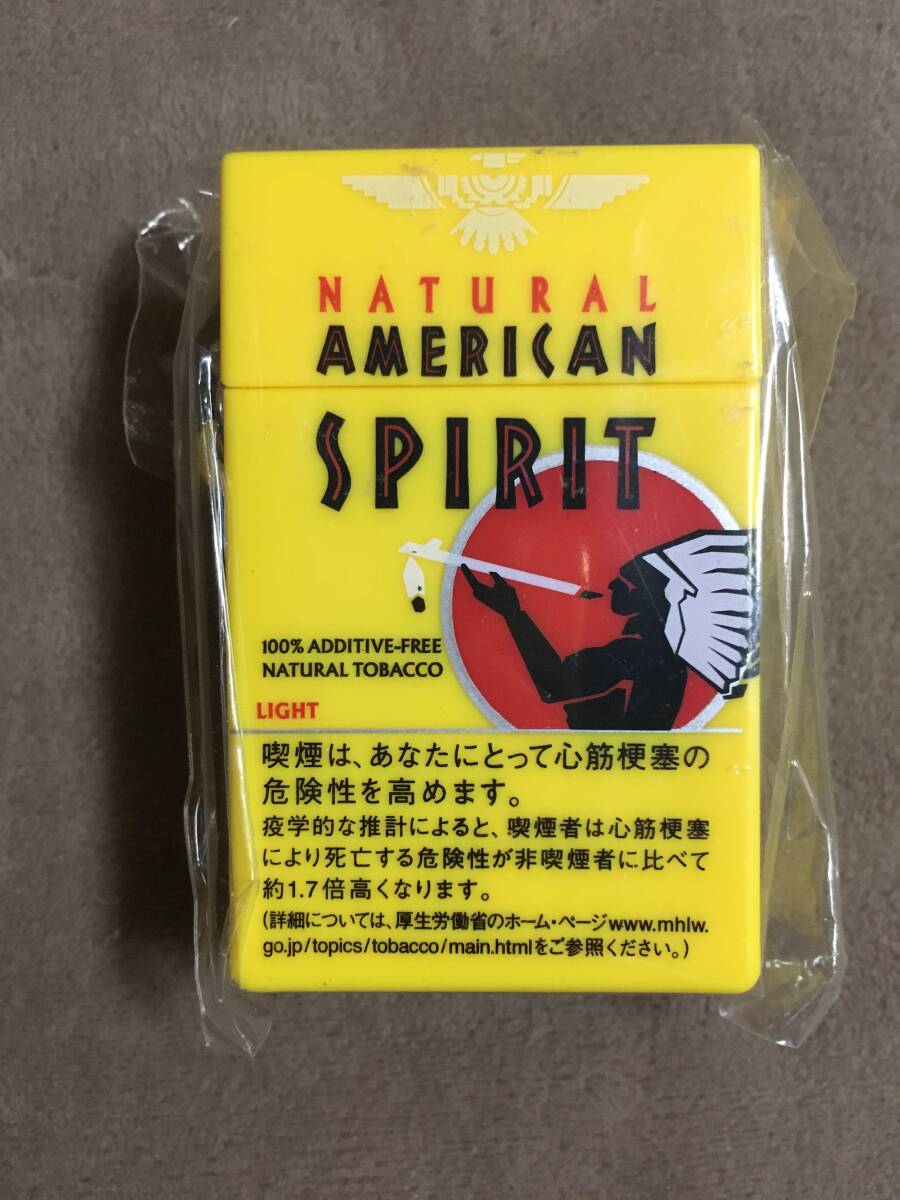 NATURAL
AMERICAN
SPIRIT
100% ADDITIVE-FREE
NATURAL TOBACCO
LIGHT
喫煙は、あなたにとって心筋梗塞の
危険性を高めます。
疫学的な推計によると、喫煙者は心筋梗塞
により死亡する危険性が非喫煙者に比べて
約1.7倍高くなります。
(詳細については、厚生労働省のホーム・ページwww.mhlw.
go.jp/topics/tobacco/main.htmlをご参照ください。)